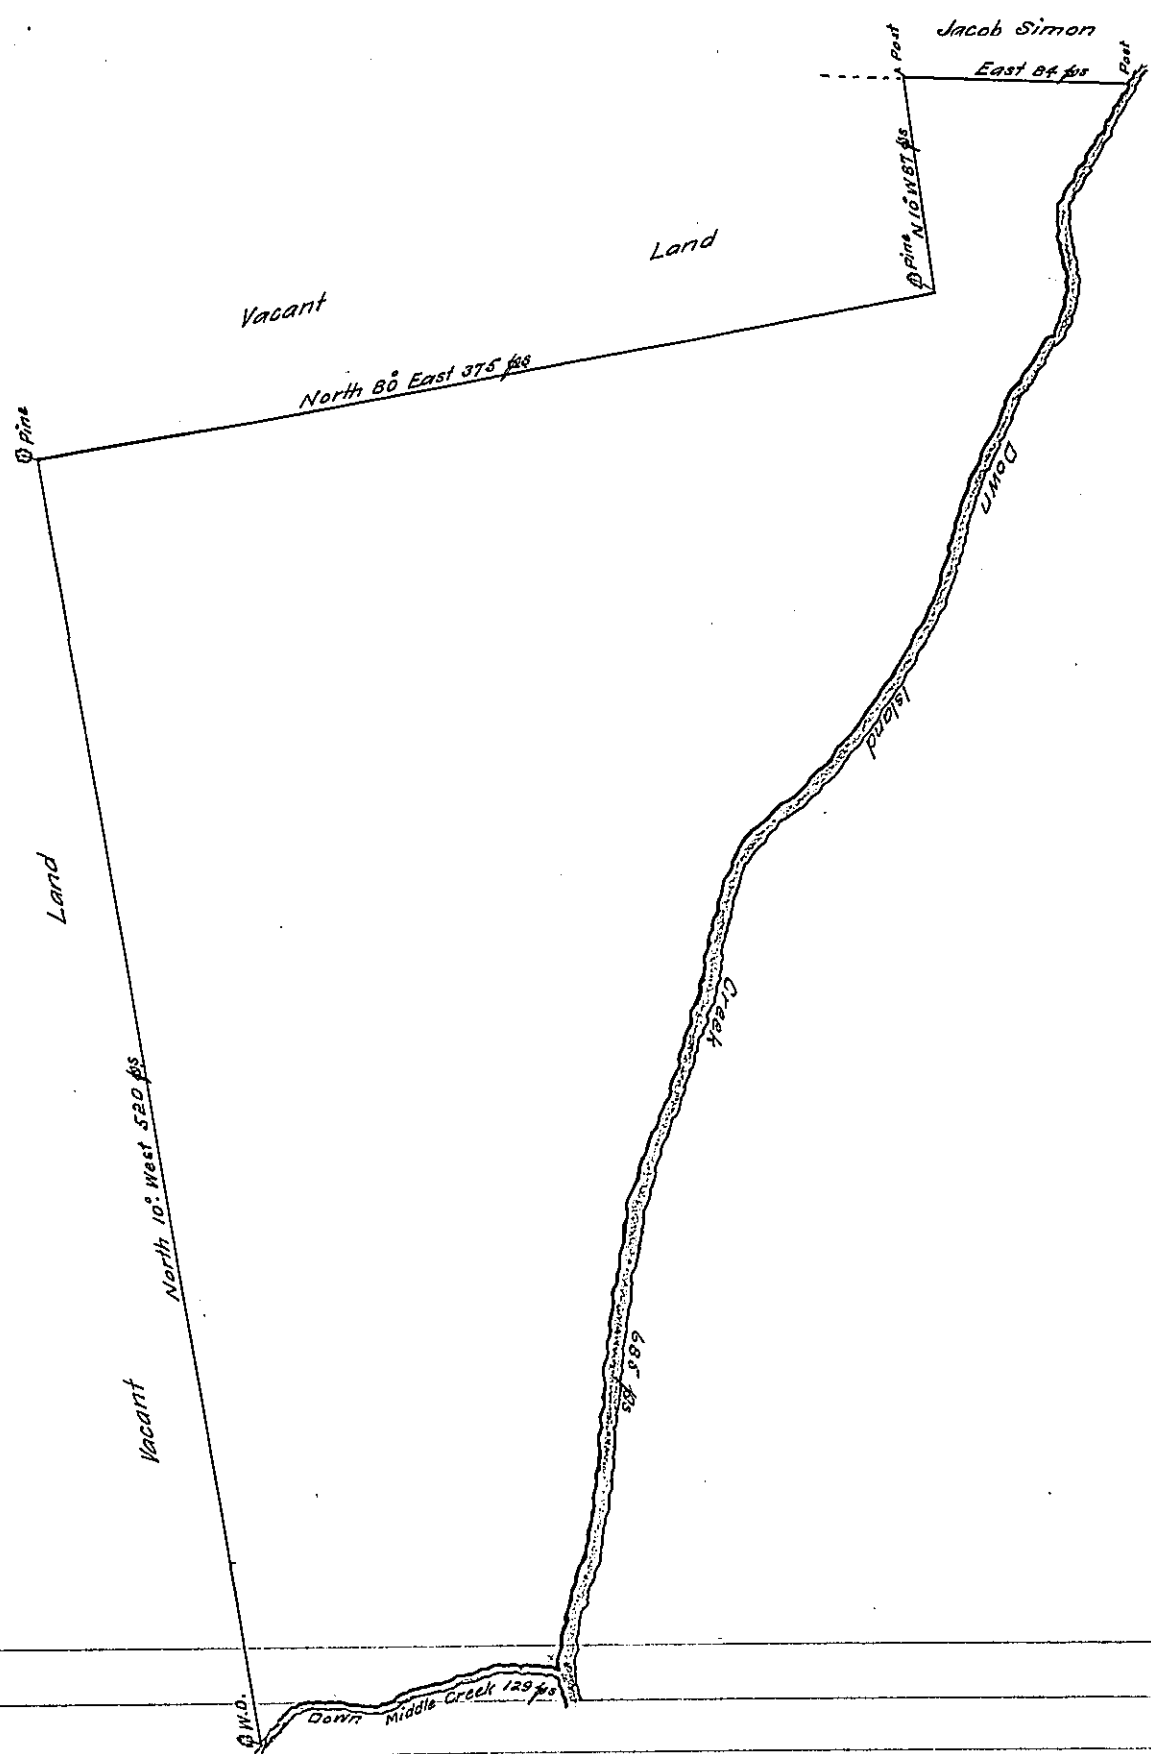 Jacob Simon
Post
East 84 ps
Post
N 10° W 87 ps
Pine
Land
Vacant
North 80° East 375 ps
Pine
Down
Island
Land
Creek
North 10° West 520 ps
685 ps
Vacant
W.O.
Down Middle Creek 129 ps